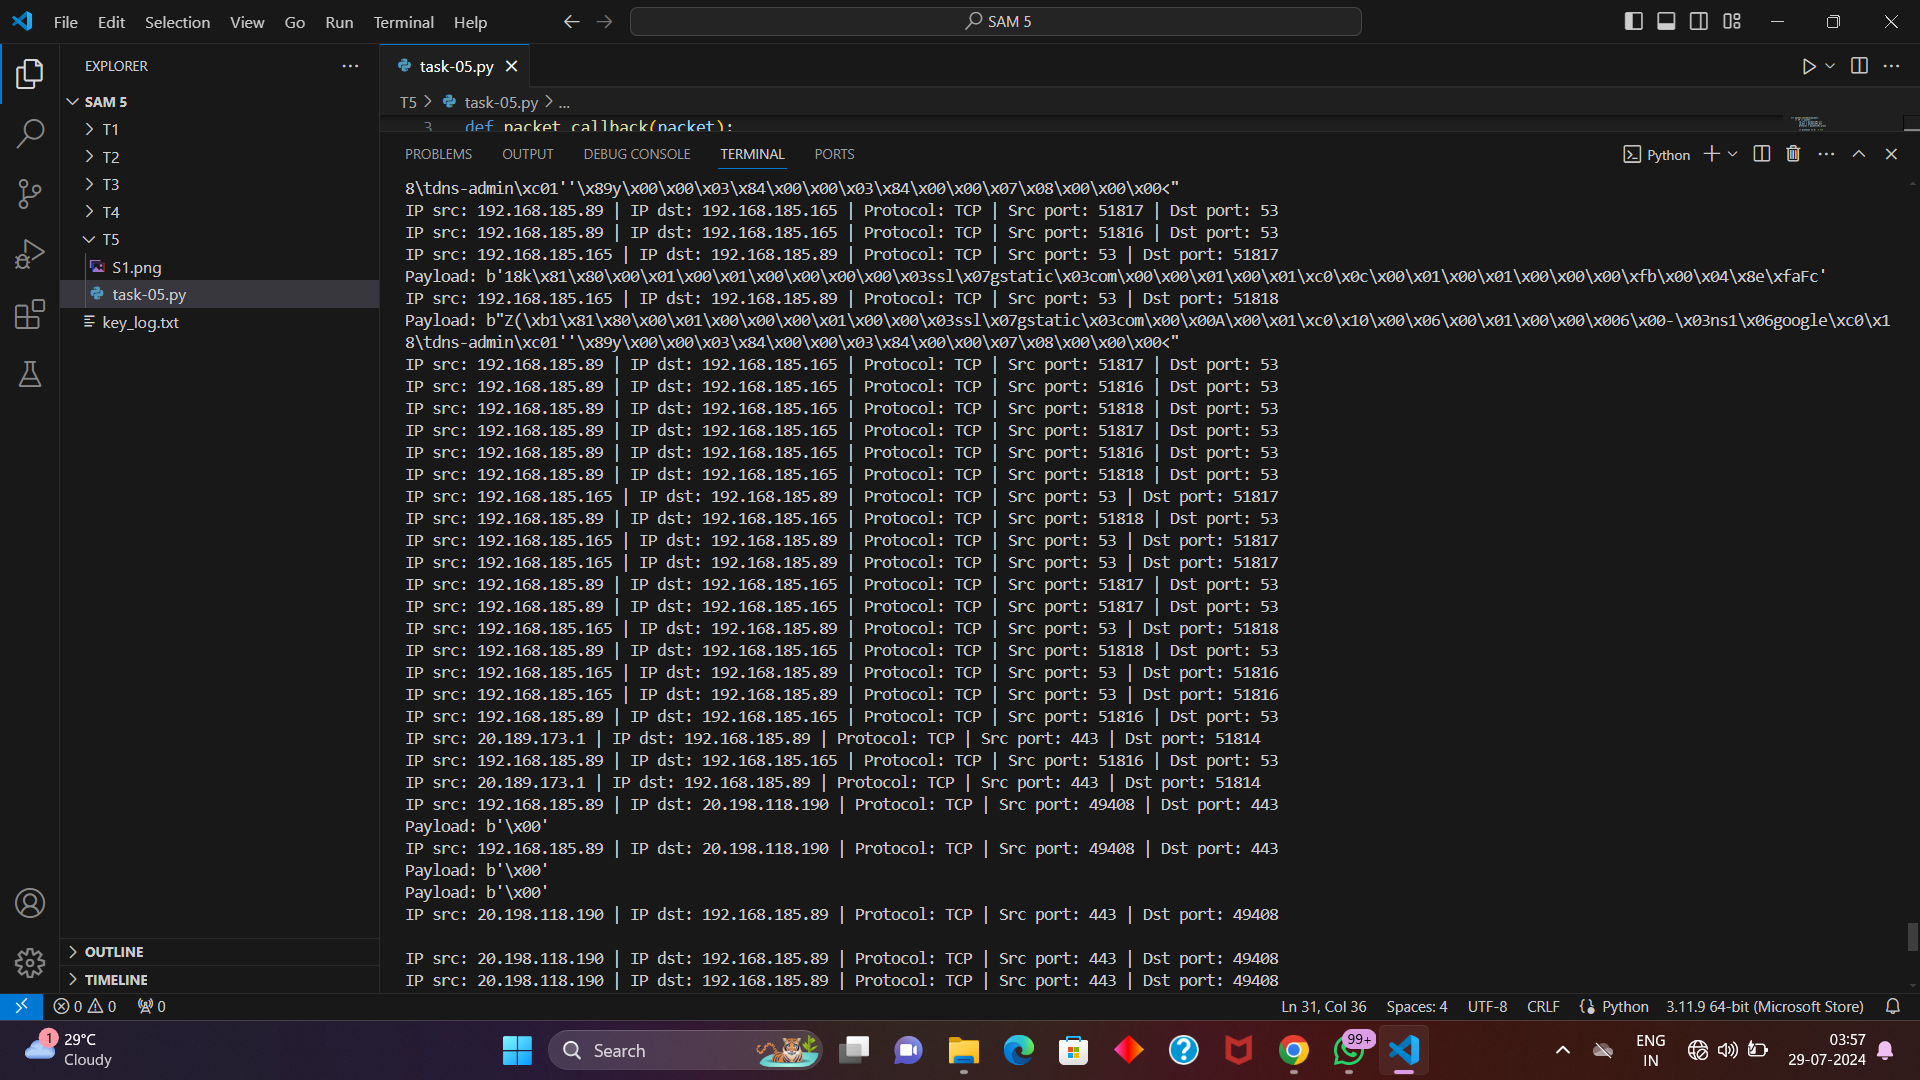 File Edit Selection View Go Run Terminal Help
SAM 5
EXPLORER
SAM 5
T1
T2
T3
T4
T5
S1.png
task-05.py
key_log.txt
OUTLINE
TIMELINE
task-05.py
T5 > task-05.py > ...
3 def packet_callback(packet):
PROBLEMS OUTPUT DEBUG CONSOLE TERMINAL PORTS
Python
8\tdns-admin\xc01''\x89y\x00\x00\x03\x84\x00\x00\x03\x84\x00\x00\x07\x08\x00\x00\x00<"
IP src: 192.168.185.89 | IP dst: 192.168.185.165 | Protocol: TCP | Src port: 51817 | Dst port: 53
IP src: 192.168.185.89 | IP dst: 192.168.185.165 | Protocol: TCP | Src port: 51816 | Dst port: 53
IP src: 192.168.185.165 | IP dst: 192.168.185.89 | Protocol: TCP | Src port: 53 | Dst port: 51817
Payload: b'18k\x81\x80\x00\x01\x00\x01\x00\x00\x00\x00\x03ssl\x07gstatic\x03com\x00\x00\x01\x00\x01\xc0\x0c\x00\x01\x00\x01\x00\x00\x00\xfb\x00\x04\x8e\xfaFc'
IP src: 192.168.185.165 | IP dst: 192.168.185.89 | Protocol: TCP | Src port: 53 | Dst port: 51818
Payload: b"Z(\xb1\x81\x80\x00\x01\x00\x00\x00\x01\x00\x00\x03ssl\x07gstatic\x03com\x00\x00A\x00\x01\xc0\x10\x00\x06\x00\x01\x00\x00\x006\x00-\x03ns1\x06google\xc0\x1
8\tdns-admin\xc01''\x89y\x00\x00\x03\x84\x00\x00\x03\x84\x00\x00\x07\x08\x00\x00\x00<"
IP src: 192.168.185.89 | IP dst: 192.168.185.165 | Protocol: TCP | Src port: 51817 | Dst port: 53
IP src: 192.168.185.89 | IP dst: 192.168.185.165 | Protocol: TCP | Src port: 51816 | Dst port: 53
IP src: 192.168.185.89 | IP dst: 192.168.185.165 | Protocol: TCP | Src port: 51818 | Dst port: 53
IP src: 192.168.185.89 | IP dst: 192.168.185.165 | Protocol: TCP | Src port: 51817 | Dst port: 53
IP src: 192.168.185.89 | IP dst: 192.168.185.165 | Protocol: TCP | Src port: 51816 | Dst port: 53
IP src: 192.168.185.89 | IP dst: 192.168.185.165 | Protocol: TCP | Src port: 51818 | Dst port: 53
IP src: 192.168.185.165 | IP dst: 192.168.185.89 | Protocol: TCP | Src port: 53 | Dst port: 51817
IP src: 192.168.185.89 | IP dst: 192.168.185.165 | Protocol: TCP | Src port: 51818 | Dst port: 53
IP src: 192.168.185.165 | IP dst: 192.168.185.89 | Protocol: TCP | Src port: 53 | Dst port: 51817
IP src: 192.168.185.165 | IP dst: 192.168.185.89 | Protocol: TCP | Src port: 53 | Dst port: 51817
IP src: 192.168.185.89 | IP dst: 192.168.185.165 | Protocol: TCP | Src port: 51817 | Dst port: 53
IP src: 192.168.185.89 | IP dst: 192.168.185.165 | Protocol: TCP | Src port: 51817 | Dst port: 53
IP src: 192.168.185.165 | IP dst: 192.168.185.89 | Protocol: TCP | Src port: 53 | Dst port: 51818
IP src: 192.168.185.89 | IP dst: 192.168.185.165 | Protocol: TCP | Src port: 51818 | Dst port: 53
IP src: 192.168.185.165 | IP dst: 192.168.185.89 | Protocol: TCP | Src port: 53 | Dst port: 51816
IP src: 192.168.185.165 | IP dst: 192.168.185.89 | Protocol: TCP | Src port: 53 | Dst port: 51816
IP src: 192.168.185.89 | IP dst: 192.168.185.165 | Protocol: TCP | Src port: 51816 | Dst port: 53
IP src: 20.189.173.1 | IP dst: 192.168.185.89 | Protocol: TCP | Src port: 443 | Dst port: 51814
IP src: 192.168.185.89 | IP dst: 192.168.185.165 | Protocol: TCP | Src port: 51816 | Dst port: 53
IP src: 20.189.173.1 | IP dst: 192.168.185.89 | Protocol: TCP | Src port: 443 | Dst port: 51814
IP src: 192.168.185.89 | IP dst: 20.198.118.190 | Protocol: TCP | Src port: 49408 | Dst port: 443
Payload: b'\x00'
IP src: 192.168.185.89 | IP dst: 20.198.118.190 | Protocol: TCP | Src port: 49408 | Dst port: 443
Payload: b'\x00'
Payload: b'\x00'
IP src: 20.198.118.190 | IP dst: 192.168.185.89 | Protocol: TCP | Src port: 443 | Dst port: 49408
IP src: 20.198.118.190 | IP dst: 192.168.185.89 | Protocol: TCP | Src port: 443 | Dst port: 49408
IP src: 20.198.118.190 | IP dst: 192.168.185.89 | Protocol: TCP | Src port: 443 | Dst port: 49408
0 0 0 Ln 31, Col 36 Spaces: 4 UTF-8 CRLF Python 3.11.9 64-bit (Microsoft Store)
1 29°C
Cloudy
Search
99+
ENG
IN
03:57
29-07-2024